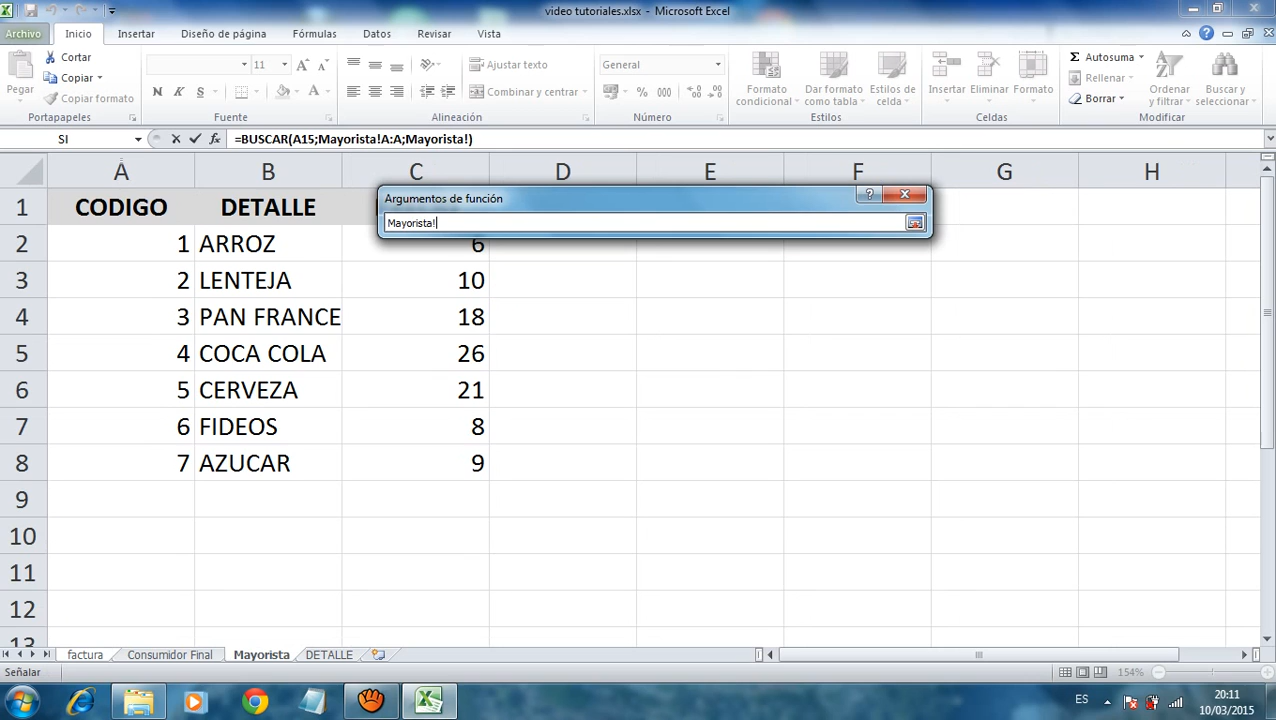 video tutoriales.xlsx - Microsoft Excel
Archivo Inicio Insertar Diseño de página Fórmulas Datos Revisar Vista
Pegar
Cortar
Copiar
Copiar formato
Portapapeles
11 A A
N K S A
Fuente
Ajustar texto
Combinar y centrar
Alineación
General
% 000
Número
Formato condicional
Dar formato como tabla
Estilos de celda
Estilos
Insertar
Eliminar
Formato
Celdas
Σ Autosuma
Rellenar
Borrar
Ordenar y filtrar
Buscar y seleccionar
Modificar
SI fx =BUSCAR(A15;Mayorista!A:A;Mayorista!)
A B C D E F G H
Argumentos de función
Mayorista!
1 CODIGO DETALLE
2 1 ARROZ 6
3 2 LENTEJA 10
4 3 PAN FRANCE 18
5 4 COCA COLA 26
6 5 CERVEZA 21
7 6 FIDEOS 8
8 7 AZUCAR 9
9
10
11
12
13
factura Consumidor Final Mayorista DETALLE
Señalar 154%
ES 20:11
10/03/2015